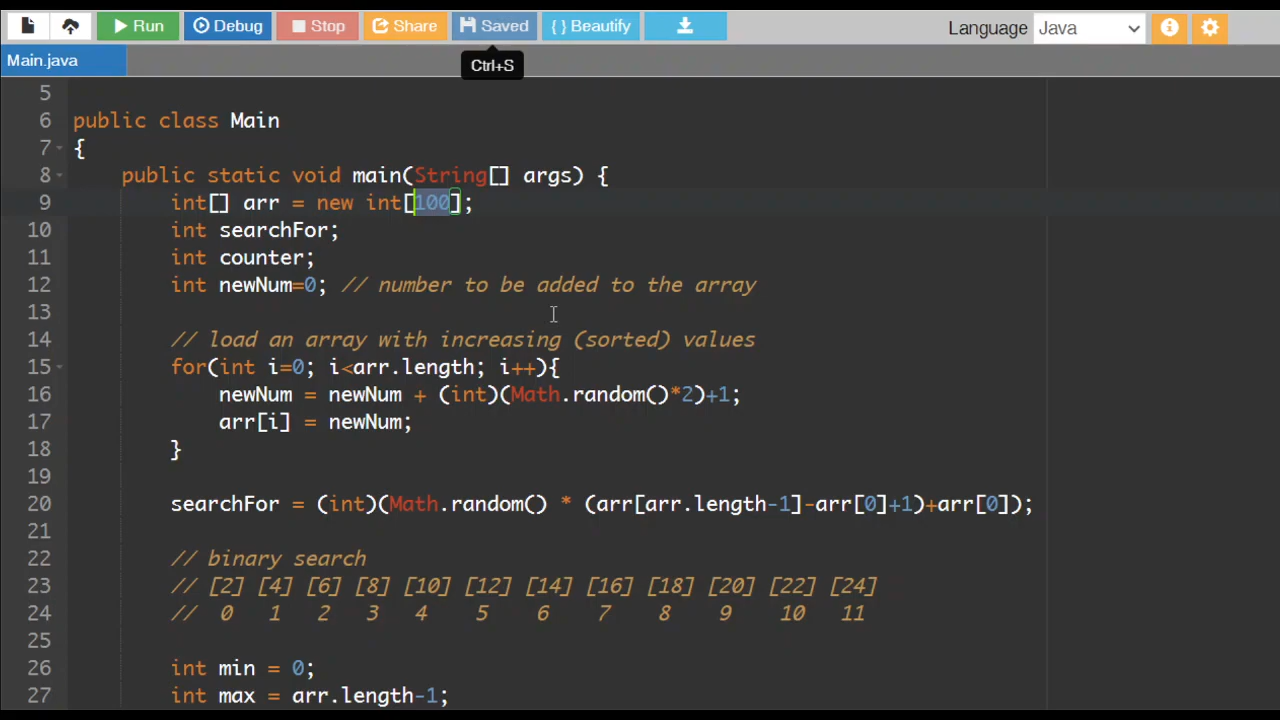 Run Debug Stop Share Saved { } Beautify Language Java
Main.java
Ctrl+S
5
6 public class Main
7 {
8 public static void main(String[] args) {
9 int[] arr = new int[100];
10 int searchFor;
11 int counter;
12 int newNum=0; // number to be added to the array
13
14 // load an array with increasing (sorted) values
15 for(int i=0; i<arr.length; i++){
16 newNum = newNum + (int)(Math.random()*2)+1;
17 arr[i] = newNum;
18 }
19
20 searchFor = (int)(Math.random() * (arr[arr.length-1]-arr[0]+1)+arr[0]);
21
22 // binary search
23 // [2] [4] [6] [8] [10] [12] [14] [16] [18] [20] [22] [24]
24 // 0 1 2 3 4 5 6 7 8 9 10 11
25
26 int min = 0;
27 int max = arr.length-1;